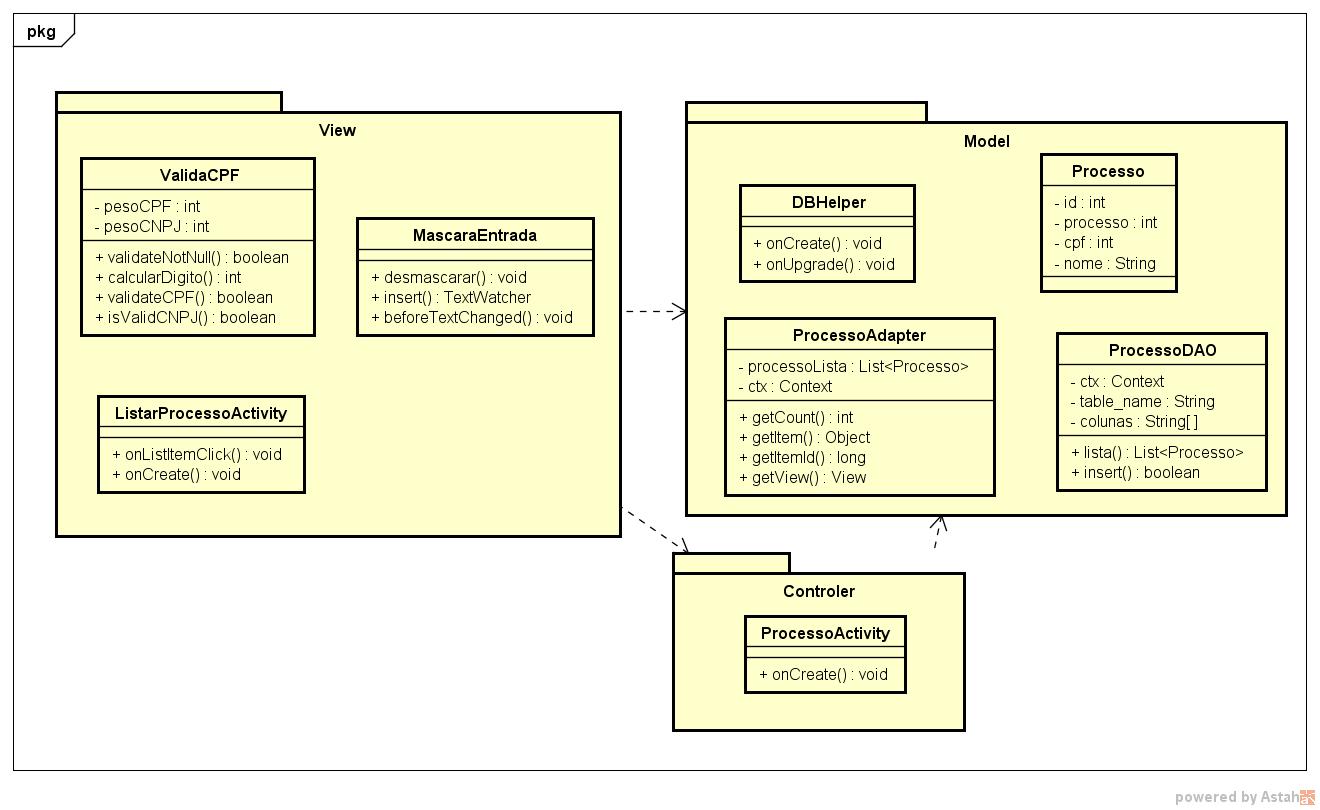 pkg
View
ValidaCPF
- pesoCPF : int
- pesoCNPJ : int
+ validateNotNull() : boolean
+ calcularDigito() : int
+ validateCPF() : boolean
+ isValidCNPJ() : boolean
MascaraEntrada
+ desmascarar() : void
+ insert() : TextWatcher
+ beforeTextChanged() : void
ListarProcessoActivity
+ onListItemClick() : void
+ onCreate() : void
Model
DBHelper
+ onCreate() : void
+ onUpgrade() : void
Processo
- id : int
- processo : int
- cpf : int
- nome : String
ProcessoAdapter
- processoLista : List<Processo>
- ctx : Context
+ getCount() : int
+ getItem() : Object
+ getItemId() : long
+ getView() : View
ProcessoDAO
- ctx : Context
- table_name : String
- colunas : String[]
+ lista() : List<Processo>
+ insert() : boolean
Controler
ProcessoActivity
+ onCreate() : void
powered by Astah